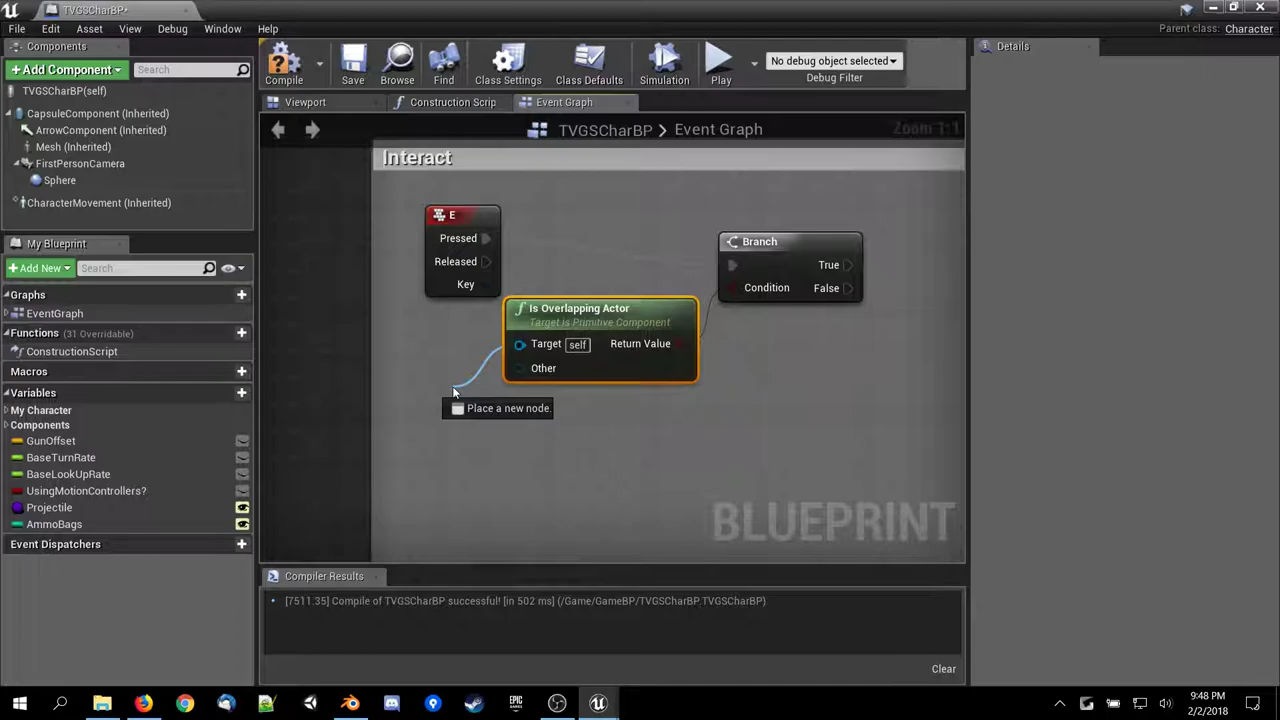 TVGSCharBP*
File Edit Asset View Debug Window Help
Parent class: Character
Components
Details
+ Add Component
Search
Compile
Save
Browse
Find
Class Settings
Class Defaults
Simulation
Play
No debug object selected
Debug Filter
TVGSCharBP(self)
Viewport
Construction Scrip
Event Graph
CapsuleComponent (Inherited)
ArrowComponent (Inherited)
Mesh (Inherited)
FirstPersonCamera
Sphere
CharacterMovement (Inherited)
TVGSCharBP > Event Graph
Zoom 1:1
Interact
E
Pressed
Released
Key
Is Overlapping Actor
Target is Primitive Component
Target self
Return Value
Other
Branch
True
Condition
False
Place a new node.
BLUEPRINT
My Blueprint
+ Add New
Search
Graphs
EventGraph
Functions (31 Overridable)
ConstructionScript
Macros
Variables
My Character
Components
GunOffset
BaseTurnRate
BaseLookUpRate
UsingMotionControllers?
Projectile
AmmoBags
Event Dispatchers
Compiler Results
[7511.35] Compile of TVGSCharBP successful! [in 502 ms] (/Game/GameBP/TVGSCharBP.TVGSCharBP)
Clear
EPIC GAMES
9:48 PM
2/2/2018